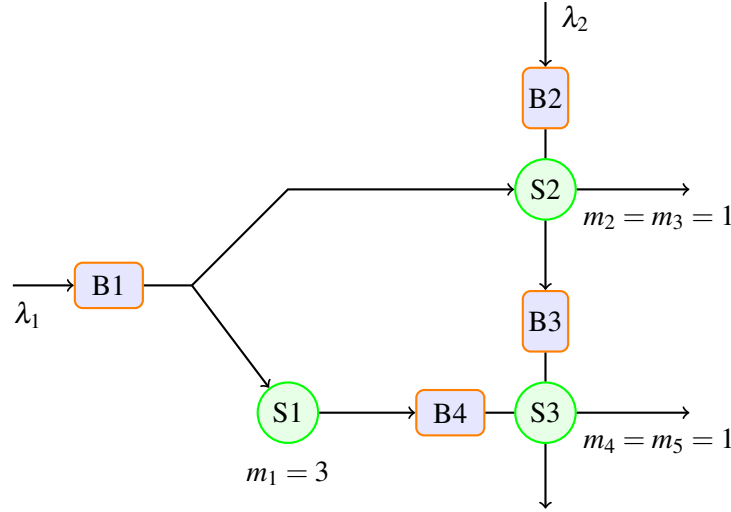 λ₂
B2
S2
m₂ = m₃ = 1
B1
λ₁
B3
S1
B4
S3
m₄ = m₅ = 1
m₁ = 3